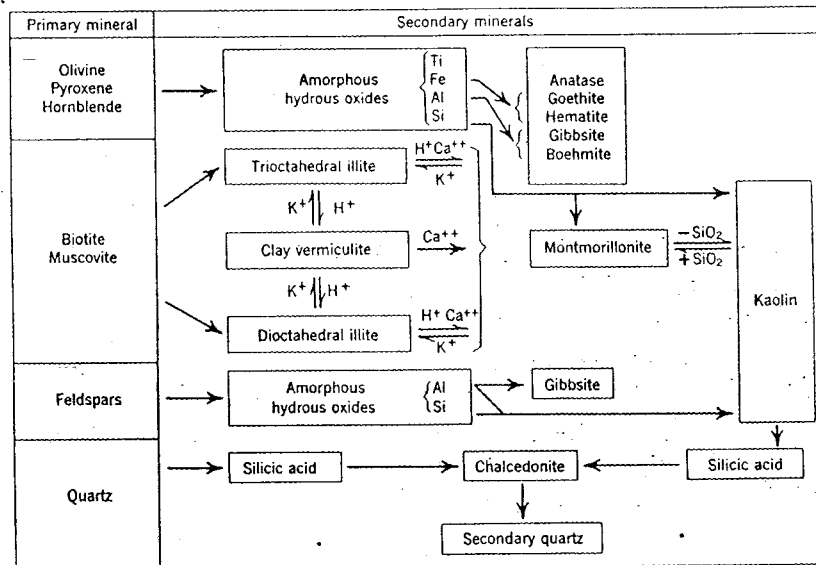 Primary mineral
Secondary minerals
Olivine
Pyroxene
Hornblende
Amorphous
hydrous oxides
Ti
Fe
Al
Si
Anatase
Goethite
Hematite
Gibbsite
Boehmite
Biotite
Muscovite
Trioctahedral illite
H+ Ca++
K+
K+ H+
Clay vermiculite
Ca++
K+ H+
Dioctahedral illite
H+ Ca++
K+
Montmorillonite
−SiO₂
+SiO₂
Kaolin
Feldspars
Amorphous
hydrous oxides
Al
Si
Gibbsite
Quartz
Silicic acid
Chalcedonite
Silicic acid
Secondary quartz